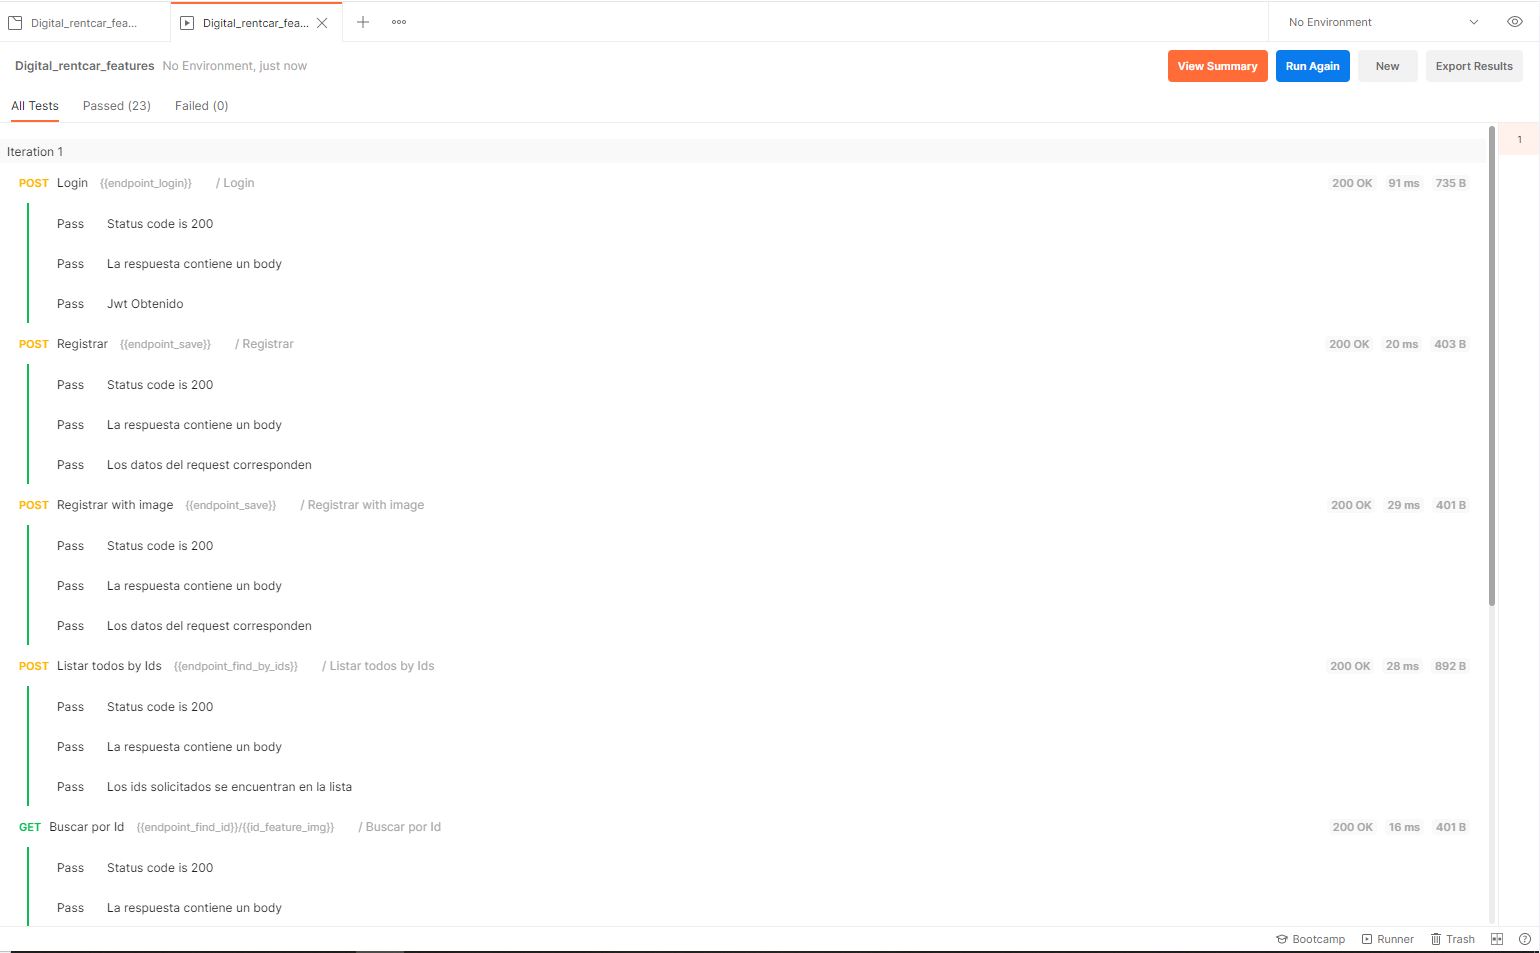 Digital_rentcar_fea...
Digital_rentcar_fea...
No Environment
Digital_rentcar_features No Environment, just now
View Summary Run Again New Export Results
All Tests Passed (23) Failed (0)
Iteration 1
1
POST Login {{endpoint_login}} / Login 200 OK 91 ms 735 B
Pass Status code is 200
Pass La respuesta contiene un body
Pass Jwt Obtenido
POST Registrar {{endpoint_save}} / Registrar 200 OK 20 ms 403 B
Pass Status code is 200
Pass La respuesta contiene un body
Pass Los datos del request corresponden
POST Registrar with image {{endpoint_save}} / Registrar with image 200 OK 29 ms 401 B
Pass Status code is 200
Pass La respuesta contiene un body
Pass Los datos del request corresponden
POST Listar todos by Ids {{endpoint_find_by_ids}} / Listar todos by Ids 200 OK 28 ms 892 B
Pass Status code is 200
Pass La respuesta contiene un body
Pass Los ids solicitados se encuentran en la lista
GET Buscar por Id {{endpoint_find_id}}/{{id_feature_img}} / Buscar por Id 200 OK 16 ms 401 B
Pass Status code is 200
Pass La respuesta contiene un body
Bootcamp Runner Trash